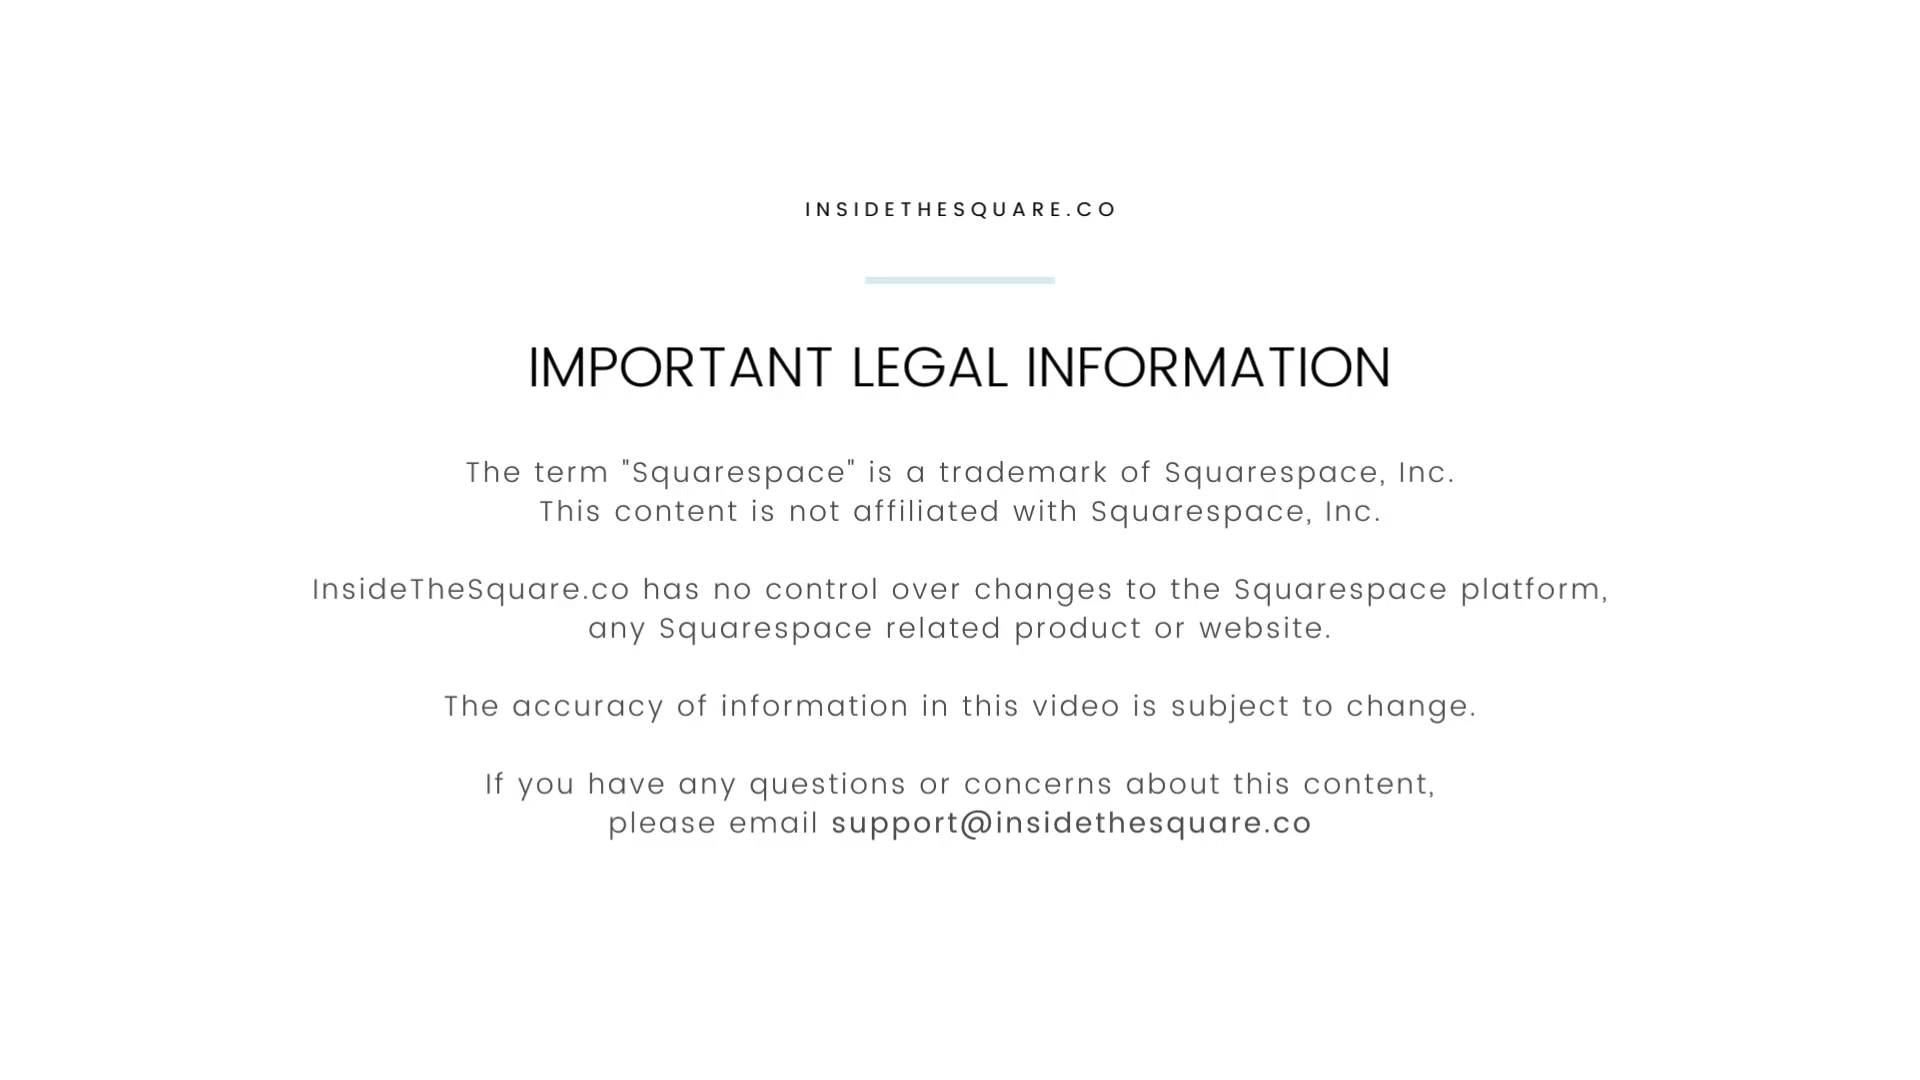 INSIDETHESQUARE.CO
IMPORTANT LEGAL INFORMATION
The term "Squarespace" is a trademark of Squarespace, Inc.
This content is not affiliated with Squarespace, Inc.
InsideTheSquare.co has no control over changes to the Squarespace platform,
any Squarespace related product or website.
The accuracy of information in this video is subject to change.
If you have any questions or concerns about this content,
please email support@insidethesquare.co